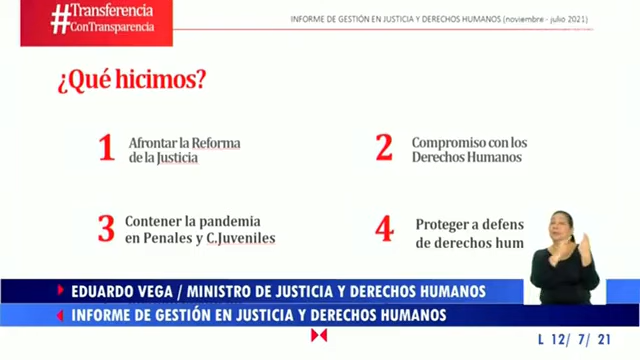 #Transferencia
ConTransparencia
INFORME DE GESTIÓN EN JUSTICIA Y DERECHOS HUMANOS (noviembre - julio 2021)
¿Qué hicimos?
1 Afrontar la Reforma
de la Justicia
2 Compromiso con los
Derechos Humanos
3 Contener la pandemia
en Penales y C.Juveniles
4 Proteger a defens
de derechos hum
EDUARDO VEGA / MINISTRO DE JUSTICIA Y DERECHOS HUMANOS
INFORME DE GESTIÓN EN JUSTICIA Y DERECHOS HUMANOS
L 12/ 7/ 21